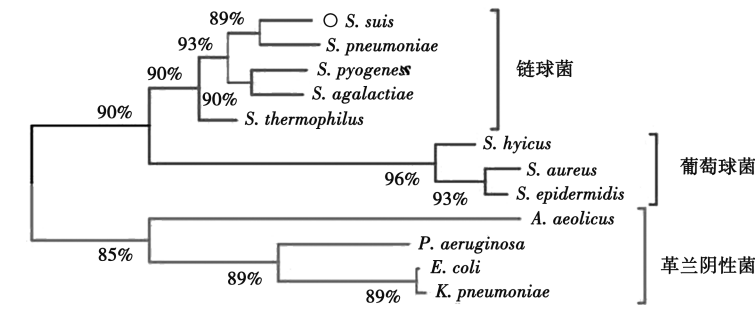 89%
S. suis
S. pneumoniae
93%
S. pyogeness
链球菌
90%
90%
S. agalactiae
S. thermophilus
90%
S. hyicus
96%
S. aureus
葡萄球菌
93%
S. epidermidis
A. aeolicus
85%
P. aeruginosa
革兰阴性菌
89%
E. coli
89%
K. pneumoniae